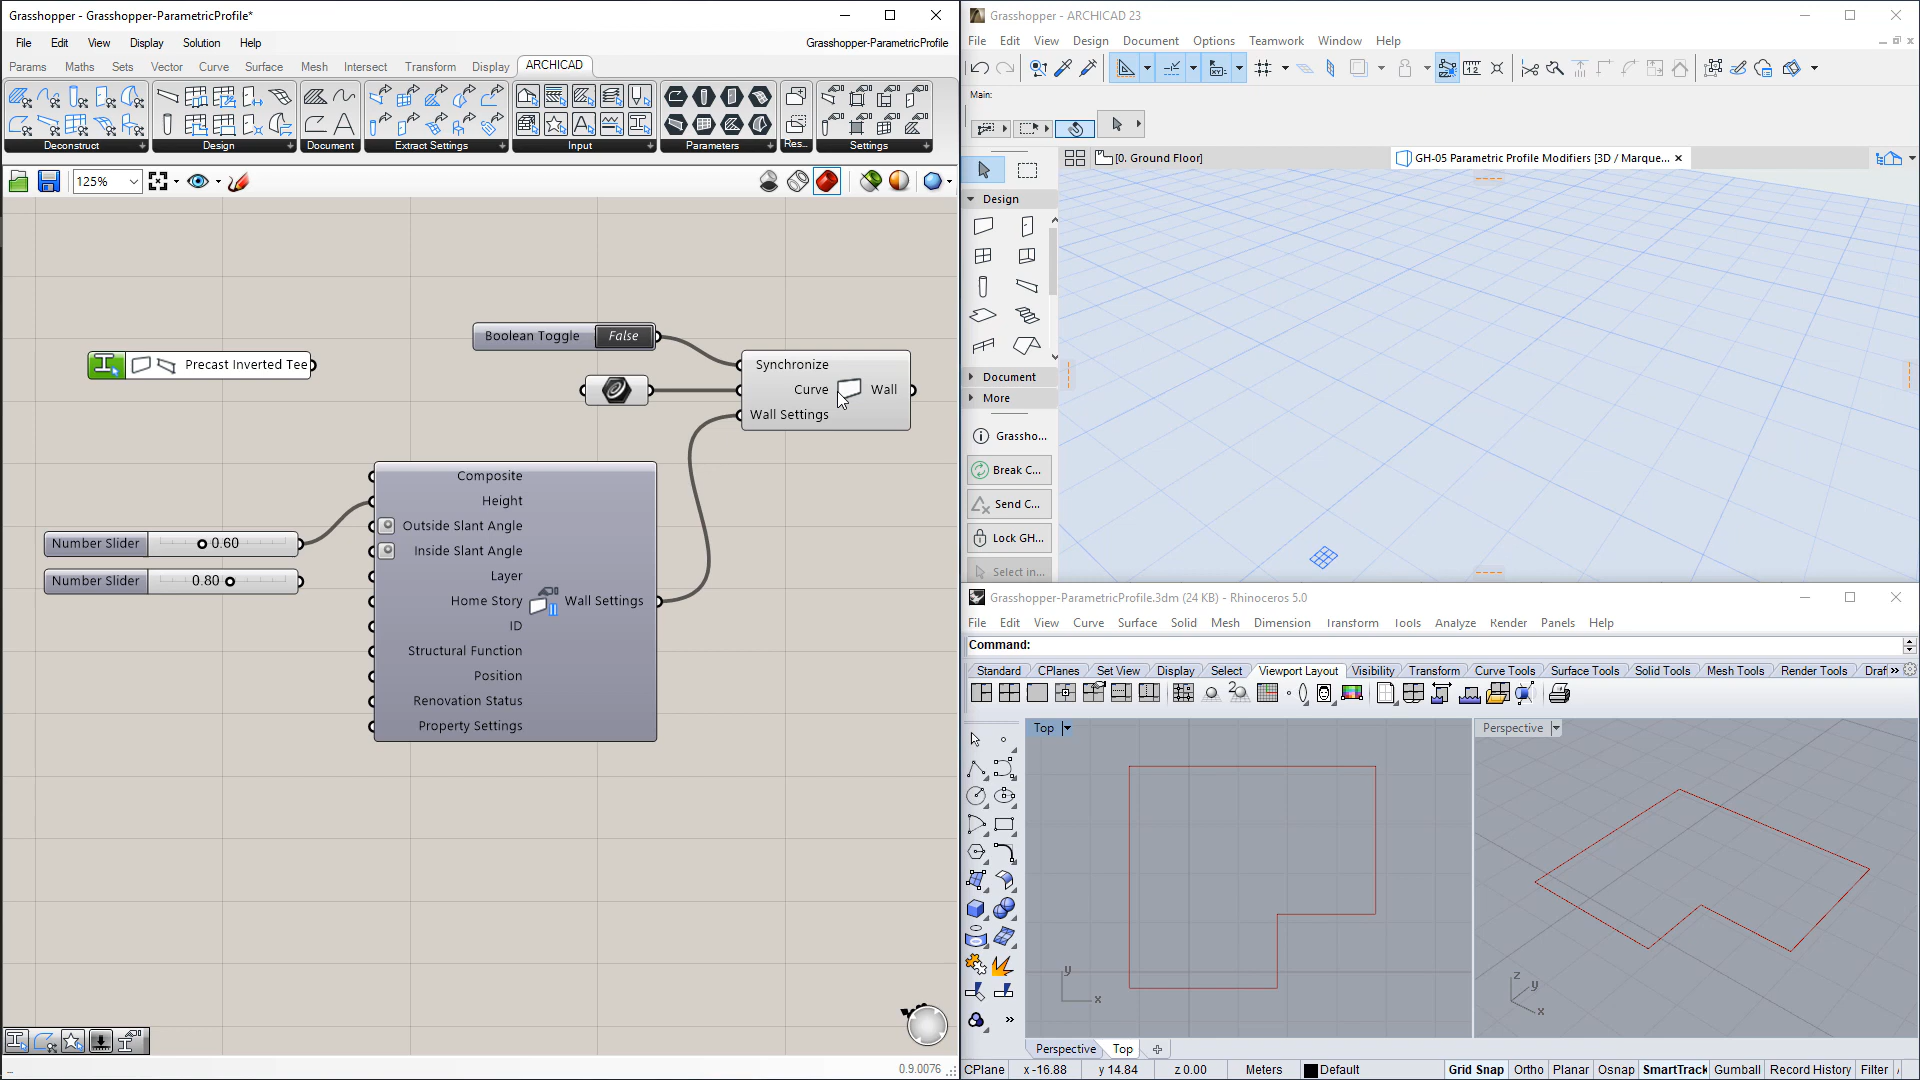 Grasshopper - Grasshopper-ParametricProfile*
File Edit View Display Solution Help
Grasshopper-ParametricProfile
Params Maths Sets Vector Curve Surface Mesh Intersect Transform Display ARCHICAD
Deconstruct Design Document Extract Settings Input Parameters Res... Settings
125%
Boolean Toggle False
Precast Inverted Tee
Synchronize
Curve Wall
Wall Settings
Composite
Height
Outside Slant Angle
Inside Slant Angle
Layer
Home Story Wall Settings
ID
Structural Function
Position
Renovation Status
Property Settings
Number Slider 0.60
Number Slider 0.80
...
0.9.0076
Grasshopper - ARCHICAD 23
File Edit View Design Document Options Teamwork Window Help
Main:
[0. Ground Floor]
GH-05 Parametric Profile Modifiers [3D / Marque...
Design
Document
More
Grassho...
Break C...
Send C...
Lock GH...
Select in...
Grasshopper-ParametricProfile.3dm (24 KB) - Rhinoceros 5.0
File Edit View Curve Surface Solid Mesh Dimension Transform Tools Analyze Render Panels Help
Command:
Standard CPlanes Set View Display Select Viewport Layout Visibility Transform Curve Tools Surface Tools Solid Tools Mesh Tools Render Tools Draf »
Top
y
x
Perspective
z
y
x
»
Perspective Top
CPlane x -16.88 y 14.84 z 0.00 Meters Default Grid Snap Ortho Planar Osnap SmartTrack Gumball Record History Filter